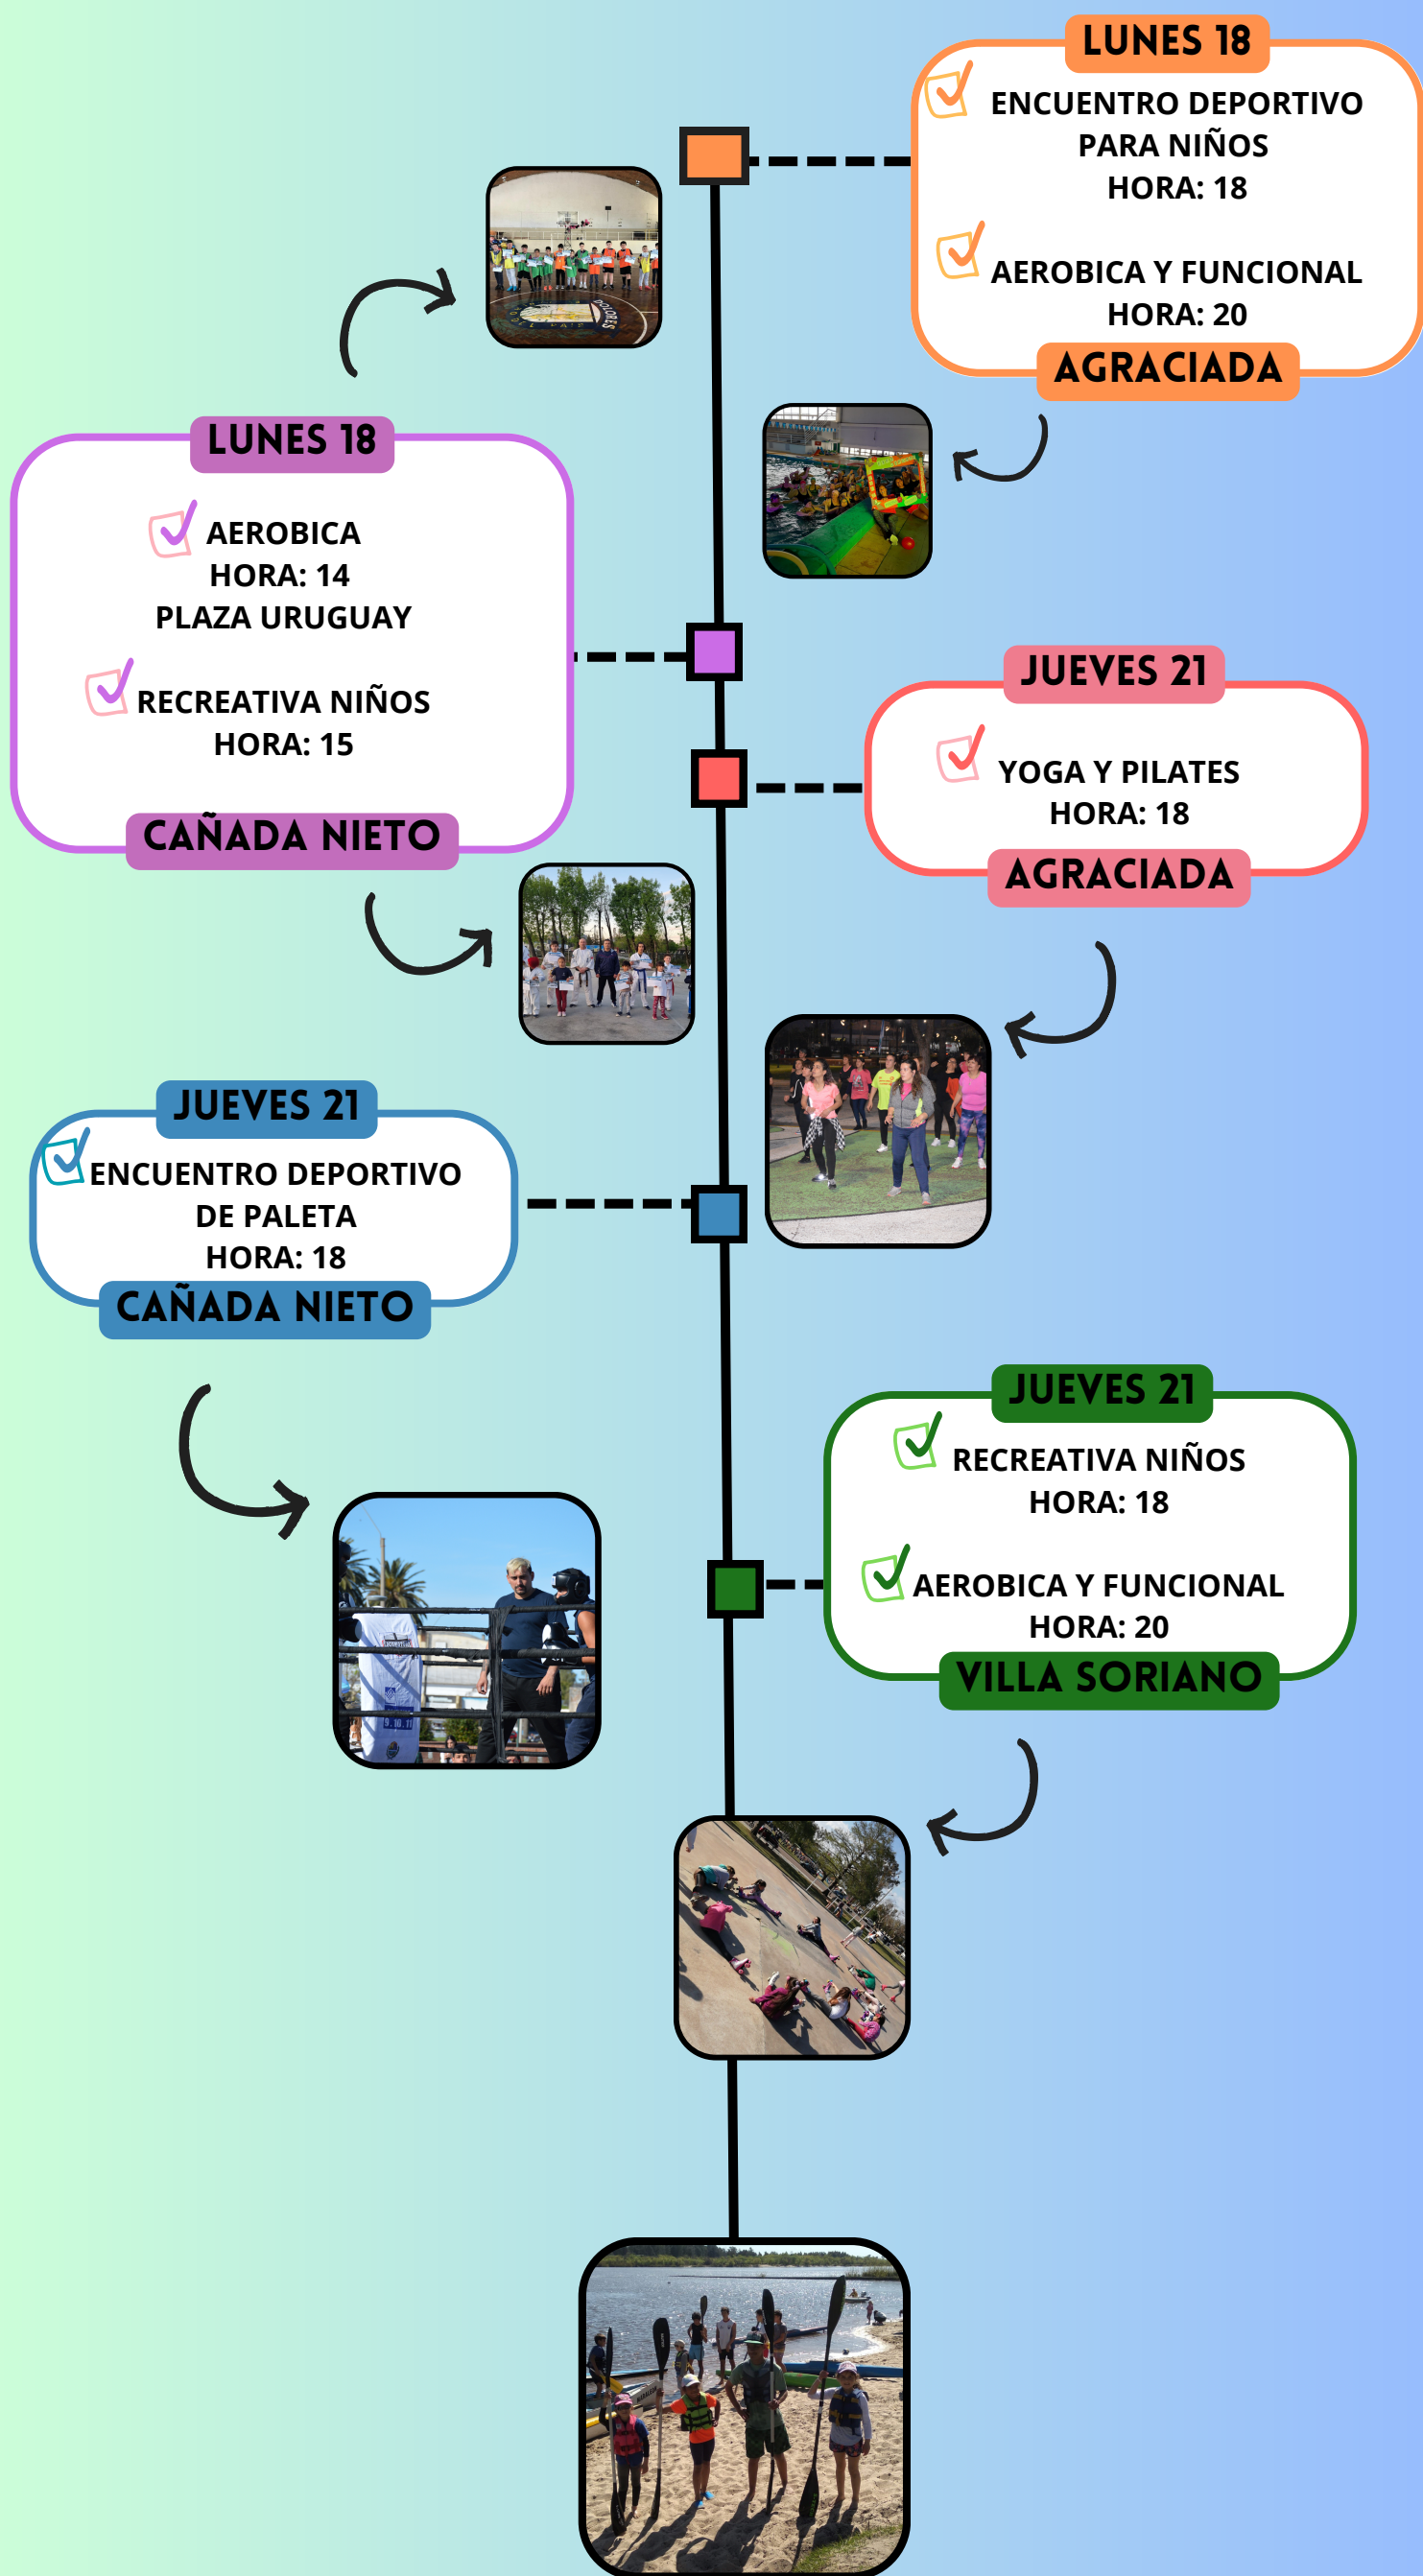 LUNES 18
ENCUENTRO DEPORTIVO
PARA NIÑOS
HORA: 18
AEROBICA Y FUNCIONAL
HORA: 20
AGRACIADA
DOLORES
LUNES 18
AEROBICA
HORA: 14
PLAZA URUGUAY
RECREATIVA NIÑOS
HORA: 15
CAÑADA NIETO
JUEVES 21
YOGA Y PILATES
HORA: 18
AGRACIADA
JUEVES 21
ENCUENTRO DEPORTIVO
DE PALETA
HORA: 18
CAÑADA NIETO
JUEVES 21
RECREATIVA NIÑOS
HORA: 18
AEROBICA Y FUNCIONAL
HORA: 20
VILLA SORIANO